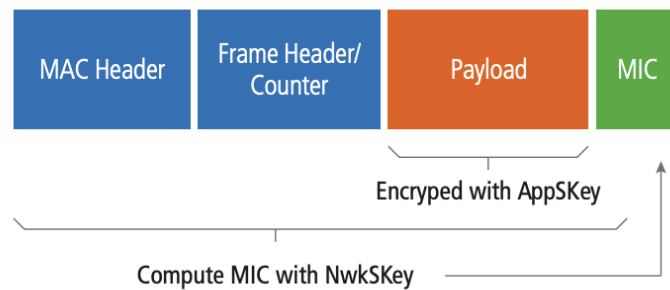 MAC Header
Frame Header/
Counter
Payload
MIC
Encryped with AppSKey
Compute MIC with NwkSKey